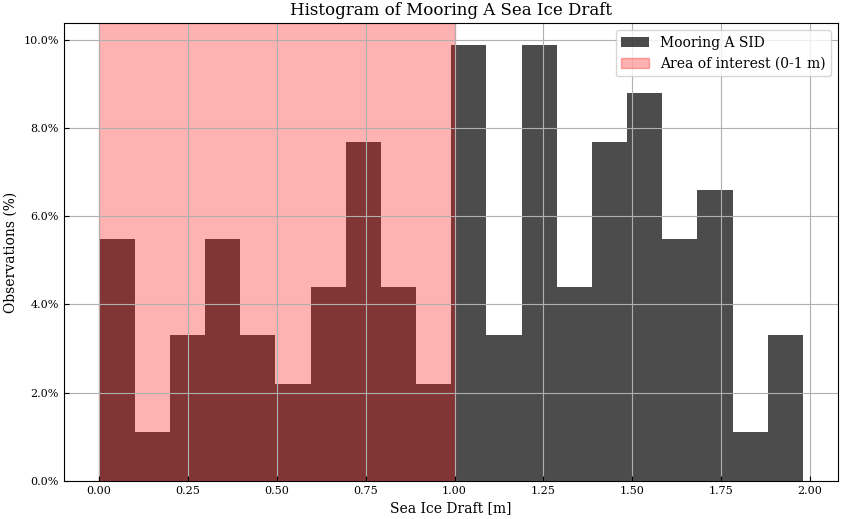 Histogram of Mooring A Sea Ice Draft
Mooring A SID
Area of interest (0-1 m)
Observations (%)
10.0%
8.0%
6.0%
4.0%
2.0%
0.0%
0.00 0.25 0.50 0.75 1.00 1.25 1.50 1.75 2.00
Sea Ice Draft [m]